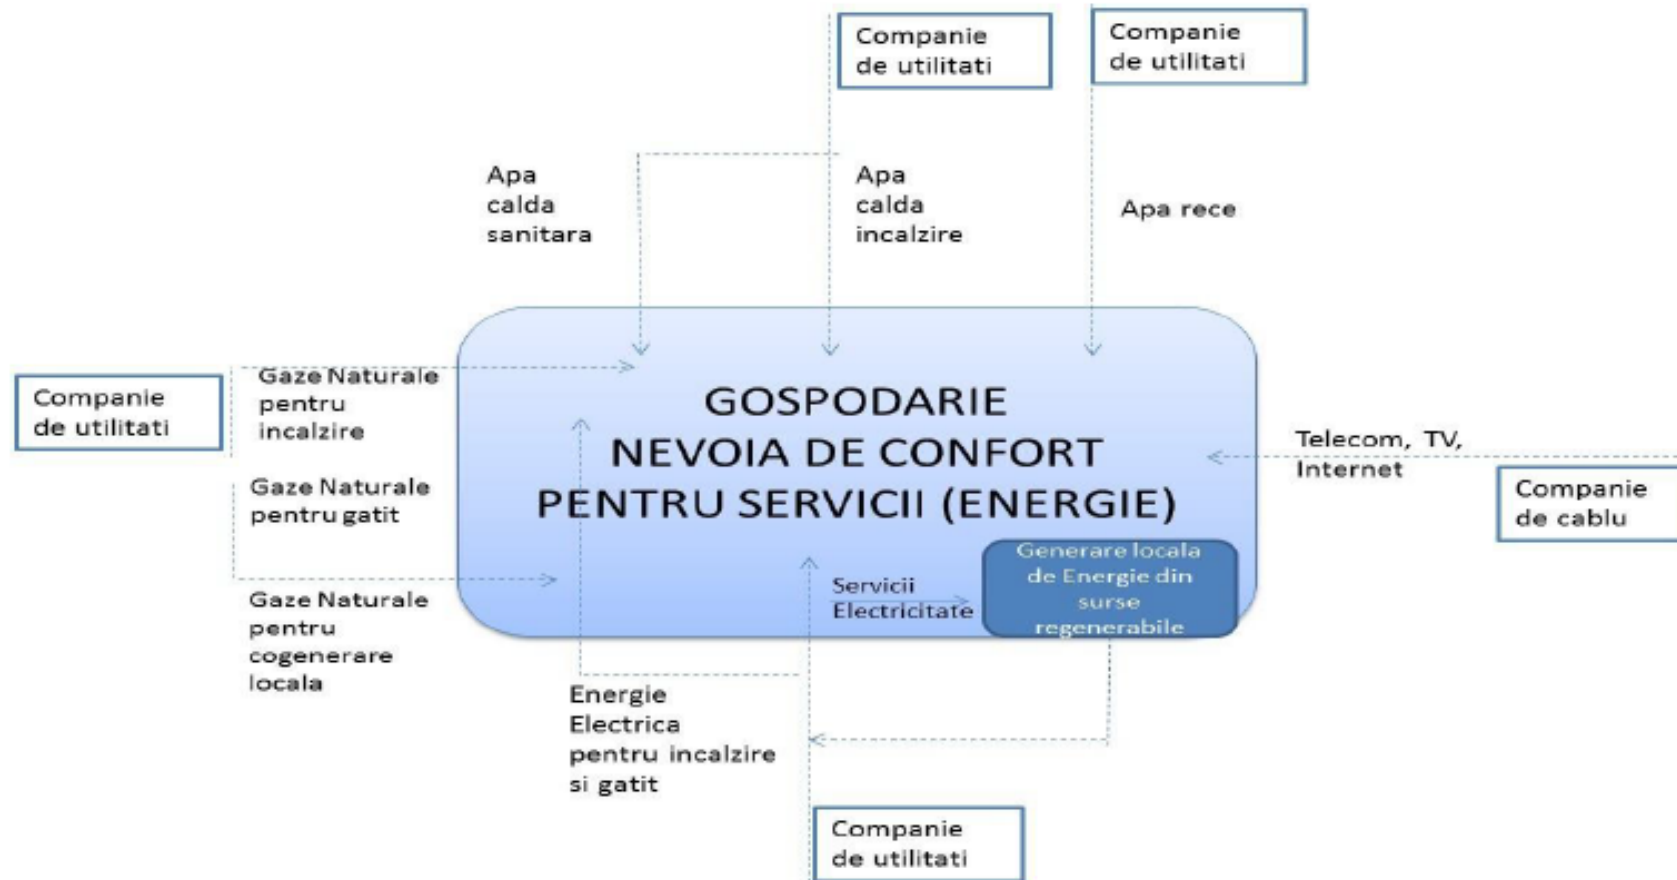 Companie
de utilitati
Companie
de utilitati
Apa
calda
sanitara
Apa
calda
incalzire
Apa rece
Companie
de utilitati
Gaze Naturale
pentru
incalzire
Gaze Naturale
pentru gatit
Gaze Naturale
pentru
cogenerare
locala
GOSPODARIE
NEVOIA DE CONFORT
PENTRU SERVICII (ENERGIE)
Telecom, TV,
Internet
Companie
de cablu
Servicii
Electricitate
Generare locala
de Energie din
surse
regenerabile
Energie
Electrica
pentru incalzire
si gatit
Companie
de utilitati